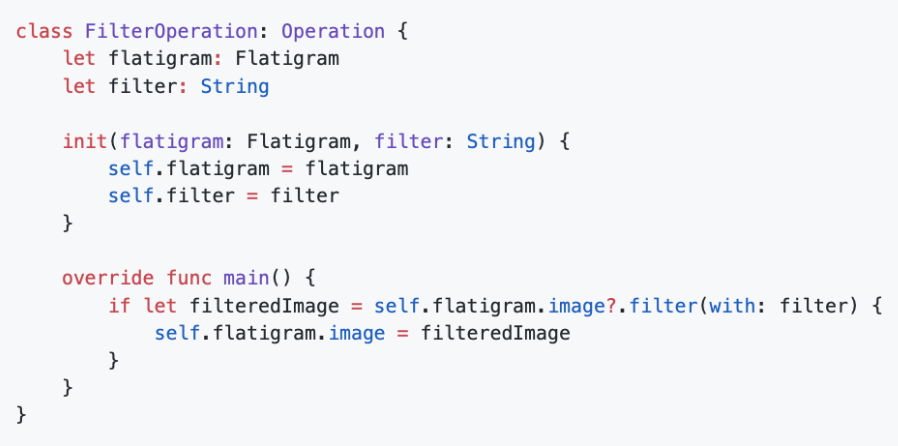 class FilterOperation: Operation {
    let flatigram: Flatigram
    let filter: String

    init(flatigram: Flatigram, filter: String) {
        self.flatigram = flatigram
        self.filter = filter
    }

    override func main() {
        if let filteredImage = self.flatigram.image?.filter(with: filter) {
            self.flatigram.image = filteredImage
        }
    }
}